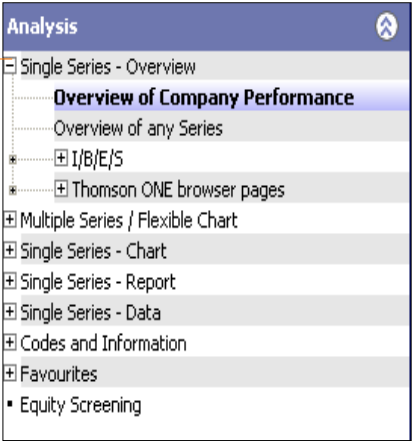 Analysis
Single Series - Overview
Overview of Company Performance
Overview of any Series
I/B/E/S
Thomson ONE browser pages
Multiple Series / Flexible Chart
Single Series - Chart
Single Series - Report
Single Series - Data
Codes and Information
Favourites
Equity Screening